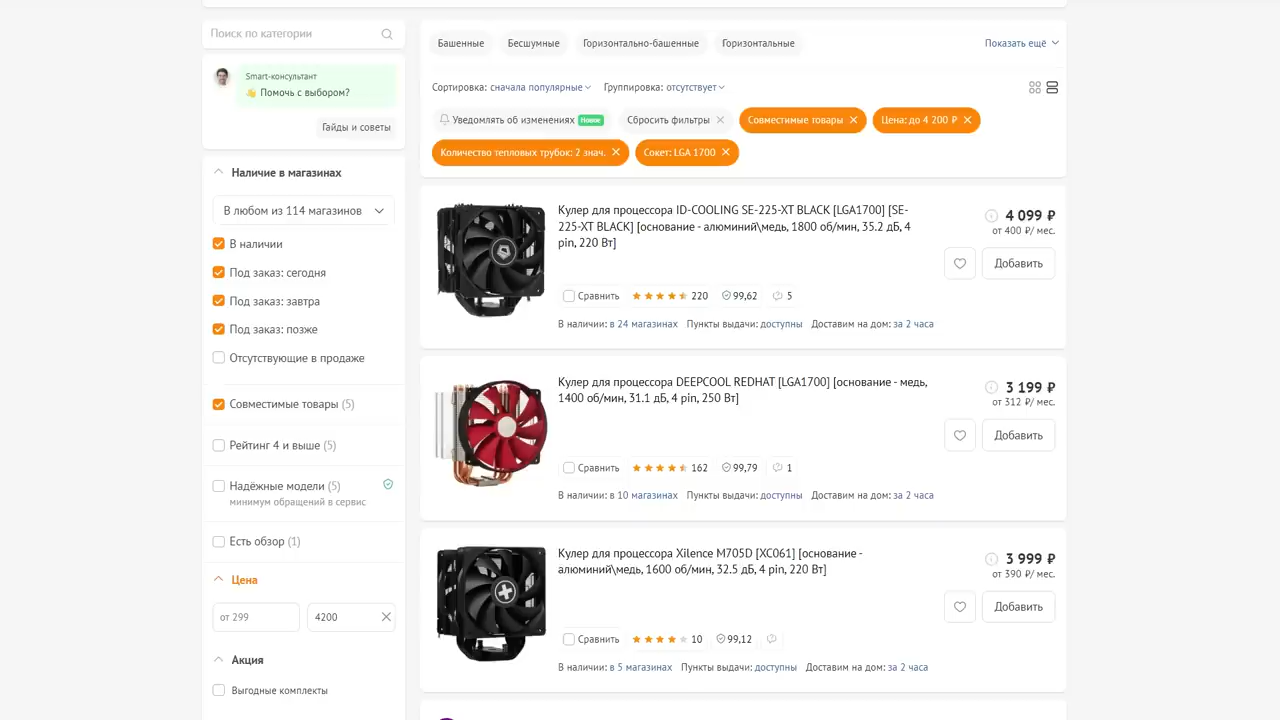 Поиск по категории
Smart-консультант
👋 Помочь с выбором?
Гайды и советы
Наличие в магазинах
В любом из 114 магазинов
В наличии
Под заказ: сегодня
Под заказ: завтра
Под заказ: позже
Отсутствующие в продаже
Совместимые товары (5)
Рейтинг 4 и выше (5)
Надёжные модели (5)
минимум обращений в сервис
Есть обзор (1)
Цена
от 299
4200
Акция
Выгодные комплекты
Башенные Бесшумные Горизонтально-башенные Горизонтальные Показать ещё
Сортировка: сначала популярные Группировка: отсутствует
Уведомлять об изменениях Новое Сбросить фильтры Совместимые товары Цена: до 4 200 ₽
Количество тепловых трубок: 2 знач. Сокет: LGA 1700
Кулер для процессора ID-COOLING SE-225-XT BLACK [LGA1700] [SE-
225-XT BLACK] [основание - алюминий\медь, 1800 об/мин, 35.2 дБ, 4
pin, 220 Вт]
4 099 ₽
от 400 ₽/ мес.
Добавить
Сравнить 220 99,62 5
В наличии: в 24 магазинах Пункты выдачи: доступны Доставим на дом: за 2 часа
Кулер для процессора DEEPCOOL REDHAT [LGA1700] [основание - медь,
1400 об/мин, 31.1 дБ, 4 pin, 250 Вт]
3 199 ₽
от 312 ₽/ мес.
Добавить
Сравнить 162 99,79 1
В наличии: в 10 магазинах Пункты выдачи: доступны Доставим на дом: за 2 часа
Кулер для процессора Xilence M705D [XC061] [основание -
алюминий\медь, 1600 об/мин, 32.5 дБ, 4 pin, 220 Вт]
3 999 ₽
от 390 ₽/ мес.
Добавить
Сравнить 10 99,12
В наличии: в 5 магазинах Пункты выдачи: доступны Доставим на дом: за 2 часа